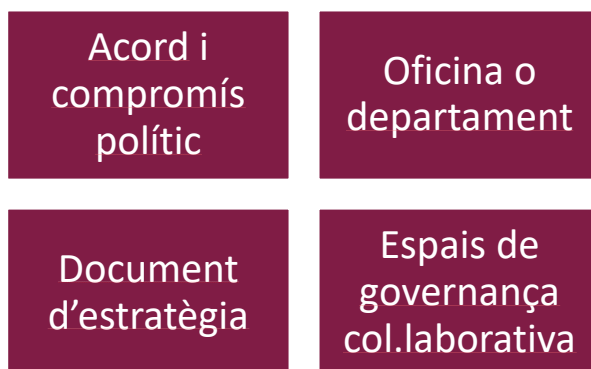 Acord i
compromís
polític
Oficina o
departament
Document
d’estratègia
Espais de
governança
col.laborativa